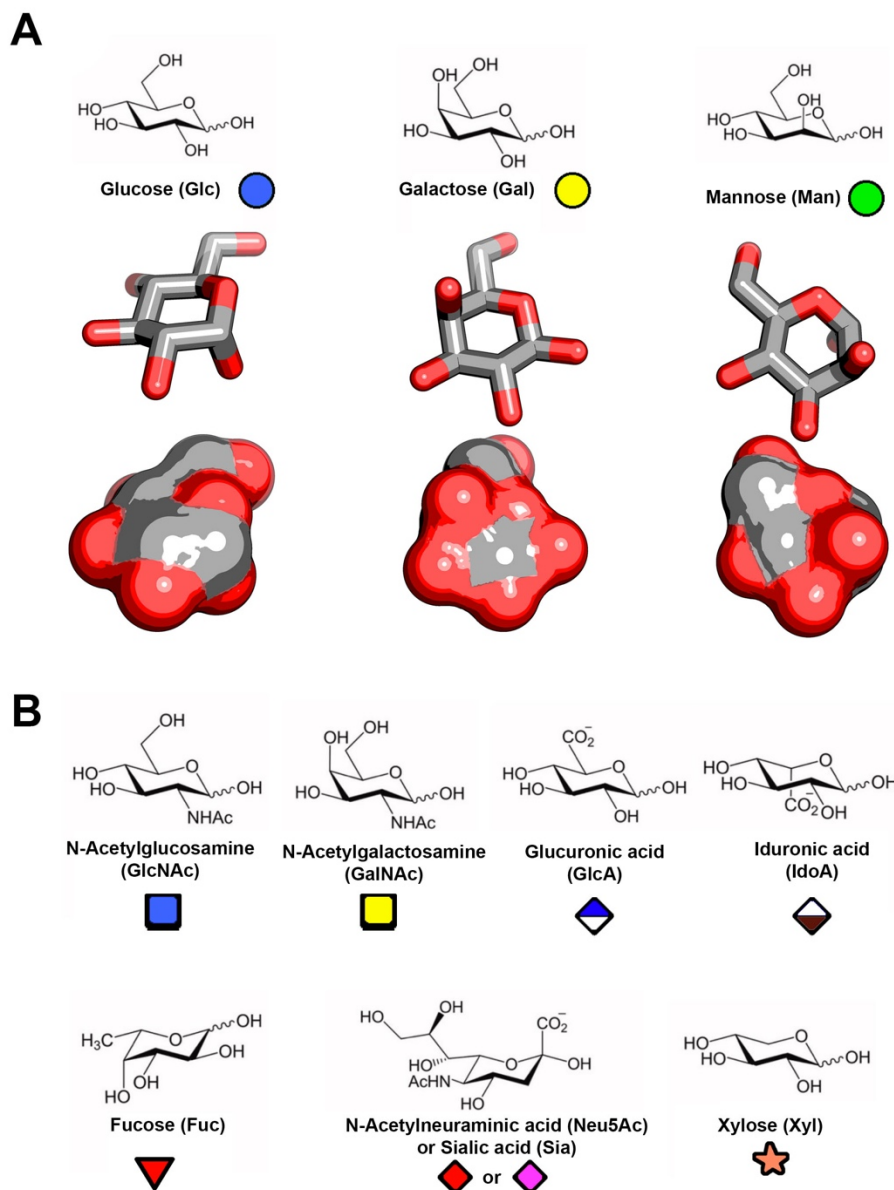 A
OH
HO
O
HO
OH
OH
Glucose (Glc)
OH
OH
O
HO
OH
OH
Galactose (Gal)
OH
OH
HO
O
HO
OH
Mannose (Man)
B
OH
HO
O
HO
OH
NHAc
N-Acetylglucosamine
(GlcNAc)
OH
OH
O
HO
OH
NHAc
N-Acetylgalactosamine
(GalNAc)
CO₂⁻
HO
O
HO
OH
OH
Glucuronic acid
(GlcA)
HO
O
OH
HO
CO₂⁻
OH
Iduronic acid
(IdoA)
OH
H₃C
O
OH
OH
OH
Fucose (Fuc)
OH
OH
HO
CO₂⁻
HO
O
OH
AcHN
HO
N-Acetylneuraminic acid (Neu5Ac)
or Sialic acid (Sia)
or
HO
O
HO
OH
OH
Xylose (Xyl)